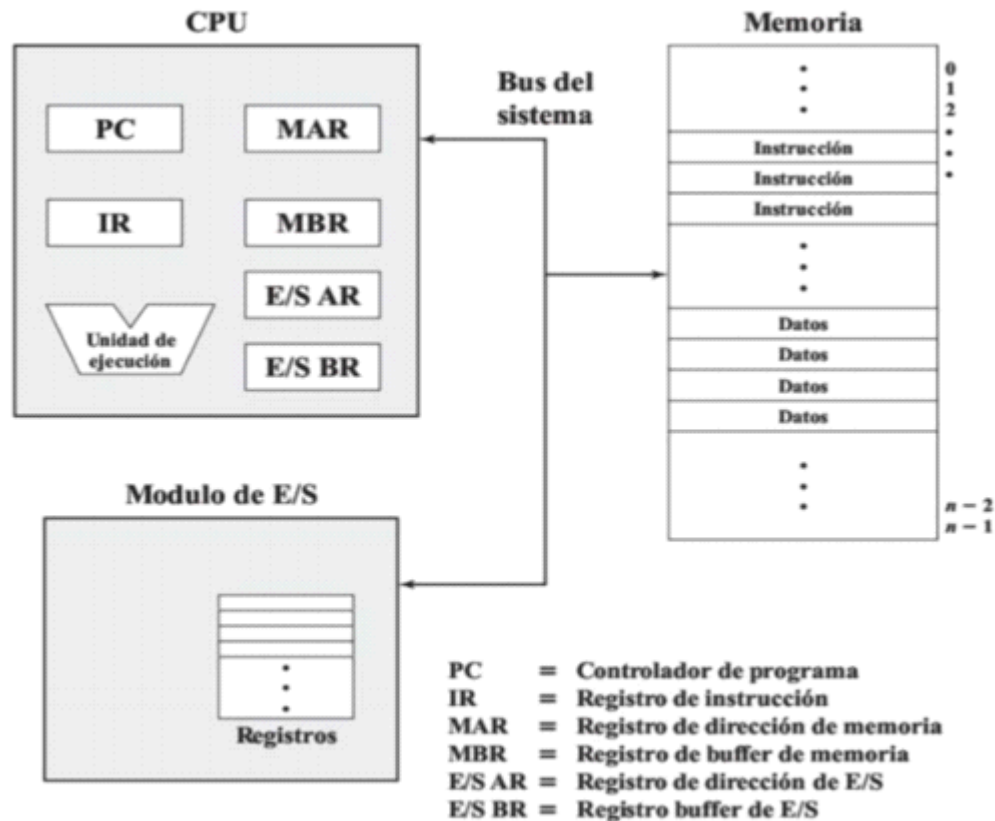 CPU
PC
MAR
IR
MBR
E/S AR
E/S BR
Unidad de
ejecución
Bus del
sistema
Memoria
0
1
2
Instrucción
Instrucción
Instrucción
Datos
Datos
Datos
Datos
n − 2
n − 1
Modulo de E/S
Registros
PC = Controlador de programa
IR = Registro de instrucción
MAR = Registro de dirección de memoria
MBR = Registro de buffer de memoria
E/S AR = Registro de dirección de E/S
E/S BR = Registro buffer de E/S